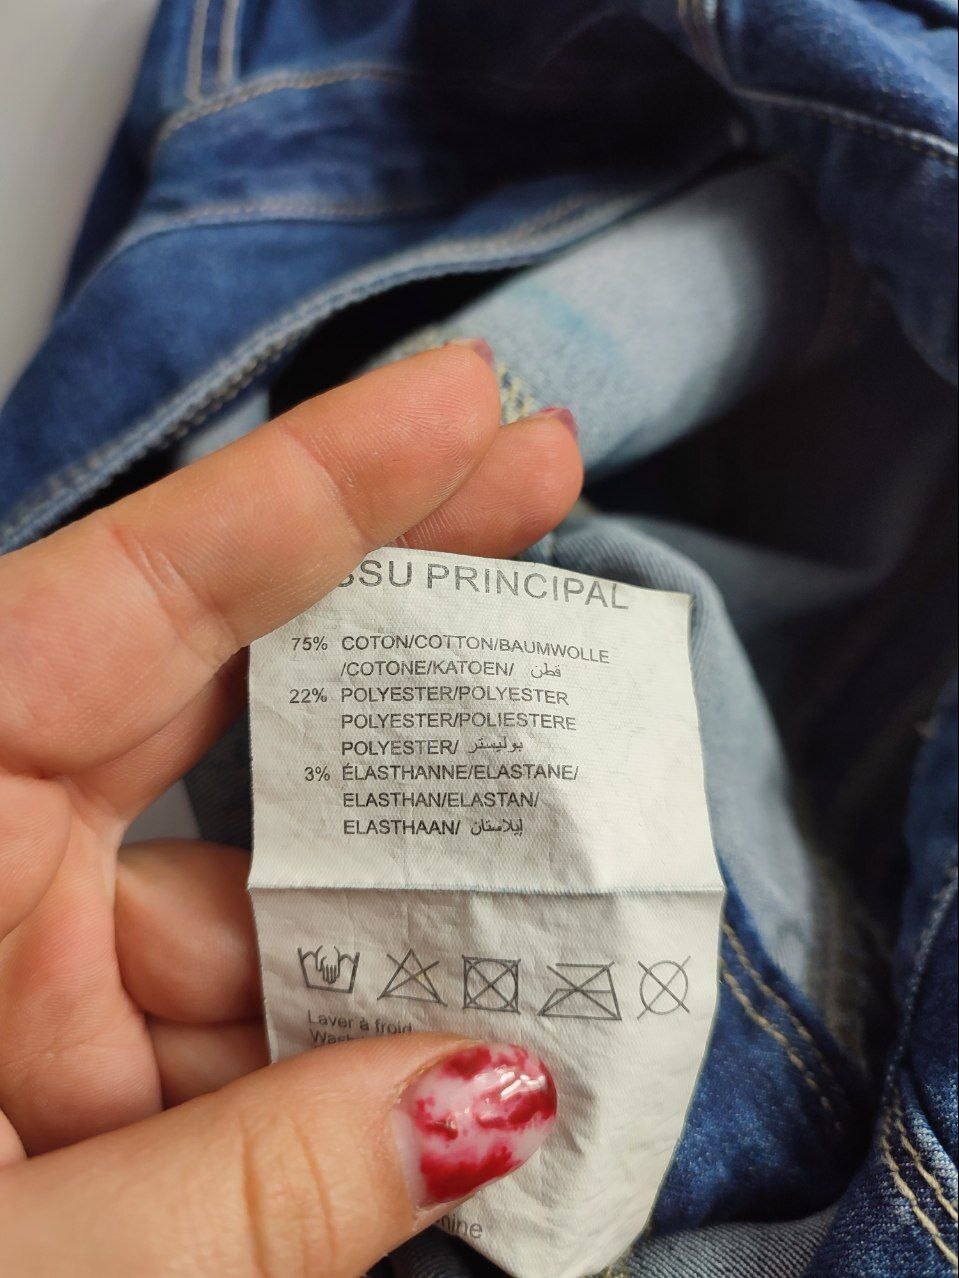 SSU PRINCIPAL
75% COTON/COTTON/BAUMWOLLE
/COTONE/KATOEN/ قطن
22% POLYESTER/POLYESTER
POLYESTER/POLIESTERE
POLYESTER/ بوليستر
3% ÉLASTHANNE/ELASTANE/
ELASTHAN/ELASTAN/
ELASTHAAN/ إيلاستان
Laver à froid
Wash